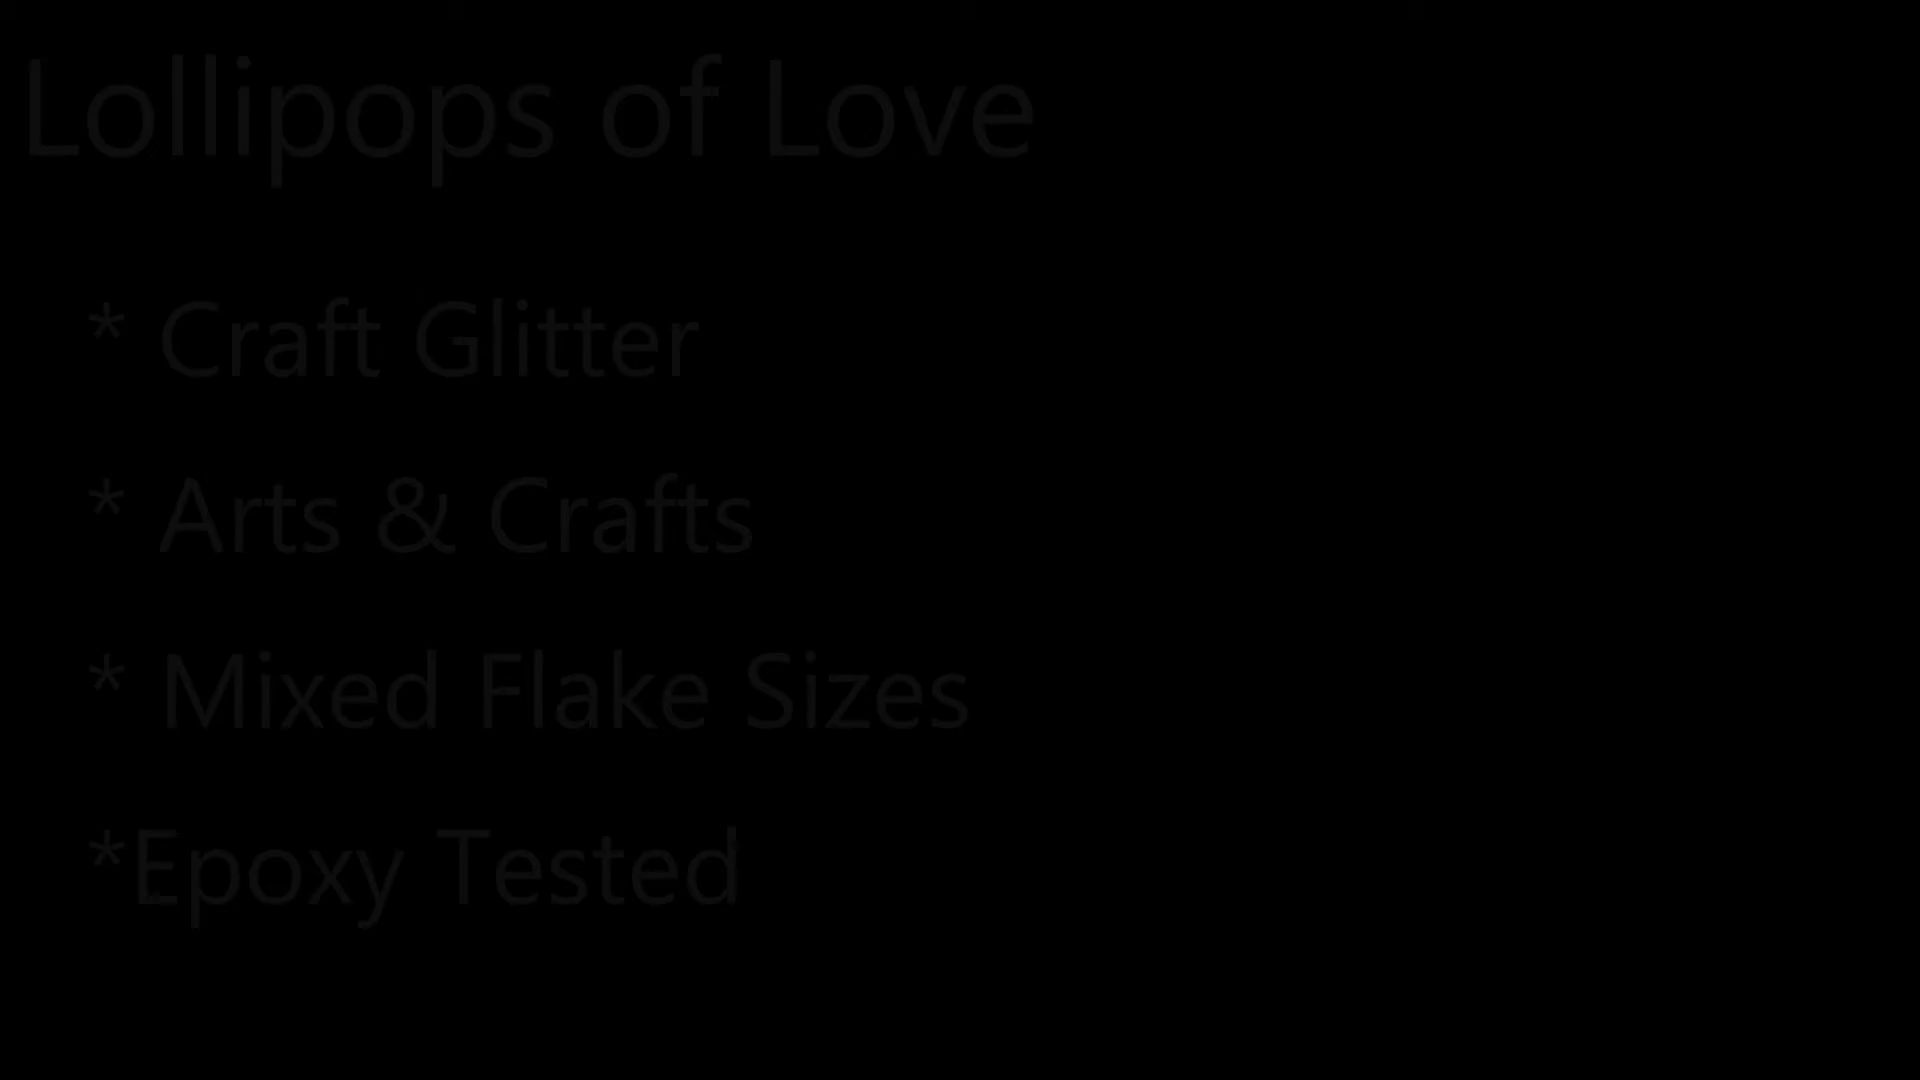 Lollipops of Love
* Craft Glitter
* Arts & Crafts
* Mixed Flake Sizes
*Epoxy Tested